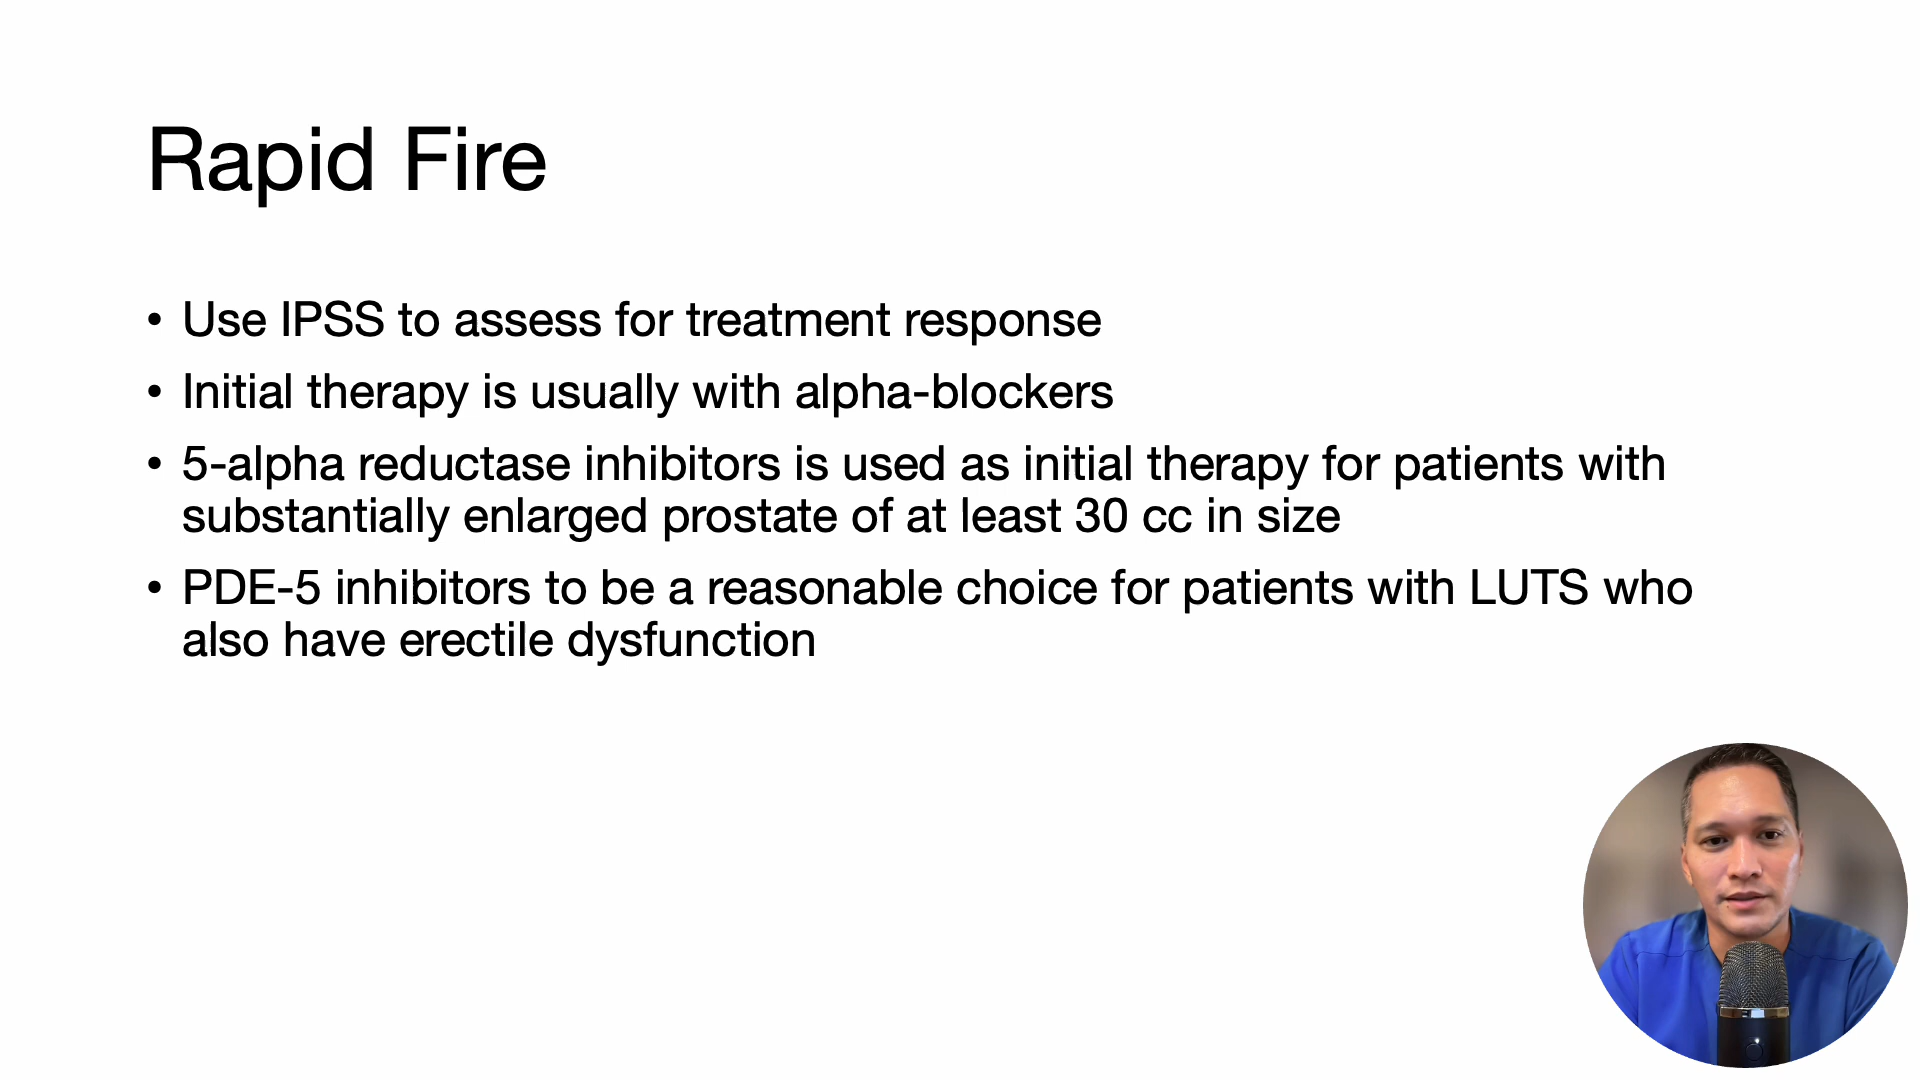 Rapid Fire
• Use IPSS to assess for treatment response
• Initial therapy is usually with alpha-blockers
• 5-alpha reductase inhibitors is used as initial therapy for patients with
substantially enlarged prostate of at least 30 cc in size
• PDE-5 inhibitors to be a reasonable choice for patients with LUTS who
also have erectile dysfunction